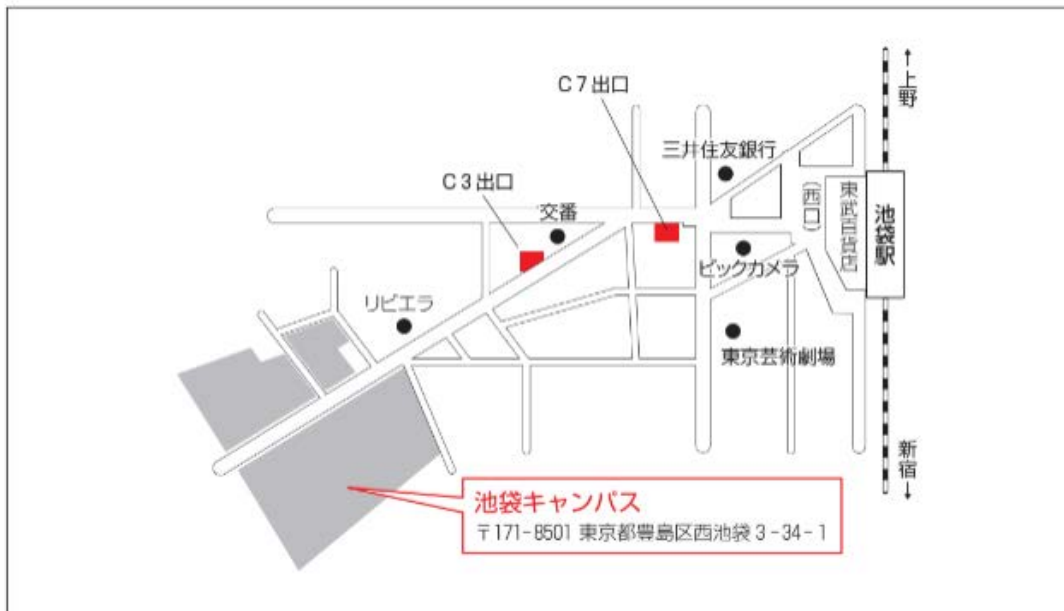 ↑上野
C7出口
三井住友銀行
C3出口
交番
(西口)
東武百貨店
池袋駅
ビックカメラ
リビエラ
東京芸術劇場
新宿↓
池袋キャンパス
〒171-8501 東京都豊島区西池袋3-34-1